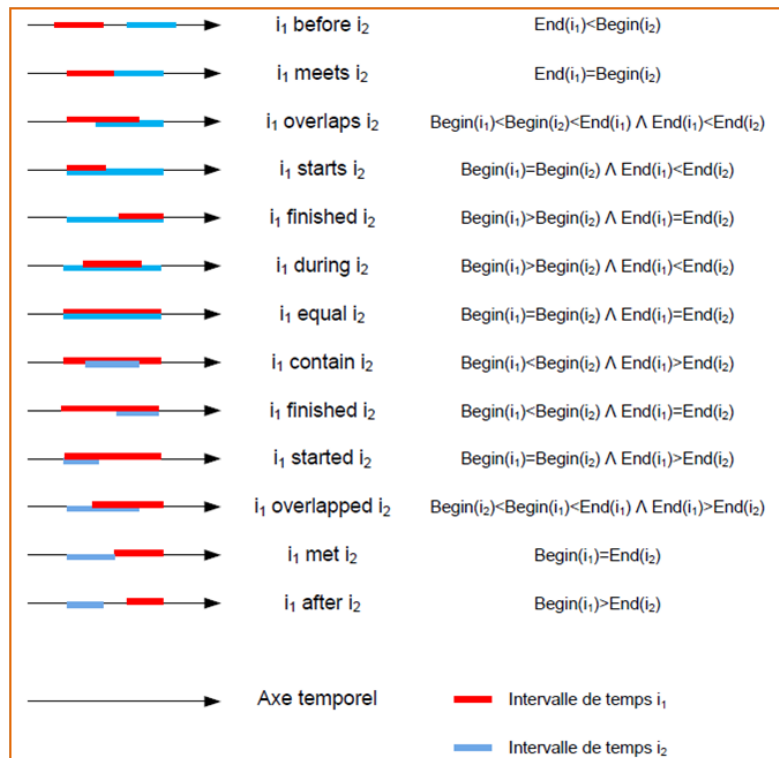 i₁ before i₂ End(i₁)<Begin(i₂)
i₁ meets i₂ End(i₁)=Begin(i₂)
i₁ overlaps i₂ Begin(i₁)<Begin(i₂)<End(i₁) Λ End(i₁)<End(i₂)
i₁ starts i₂ Begin(i₁)=Begin(i₂) Λ End(i₁)<End(i₂)
i₁ finished i₂ Begin(i₁)>Begin(i₂) Λ End(i₁)=End(i₂)
i₁ during i₂ Begin(i₁)>Begin(i₂) Λ End(i₁)<End(i₂)
i₁ equal i₂ Begin(i₁)=Begin(i₂) Λ End(i₁)=End(i₂)
i₁ contain i₂ Begin(i₁)<Begin(i₂) Λ End(i₁)>End(i₂)
i₁ finished i₂ Begin(i₁)<Begin(i₂) Λ End(i₁)=End(i₂)
i₁ started i₂ Begin(i₁)=Begin(i₂) Λ End(i₁)>End(i₂)
i₁ overlapped i₂ Begin(i₂)<Begin(i₁)<End(i₁) Λ End(i₁)>End(i₂)
i₁ met i₂ Begin(i₁)=End(i₂)
i₁ after i₂ Begin(i₁)>End(i₂)
Axe temporel Intervalle de temps i₁
Intervalle de temps i₂